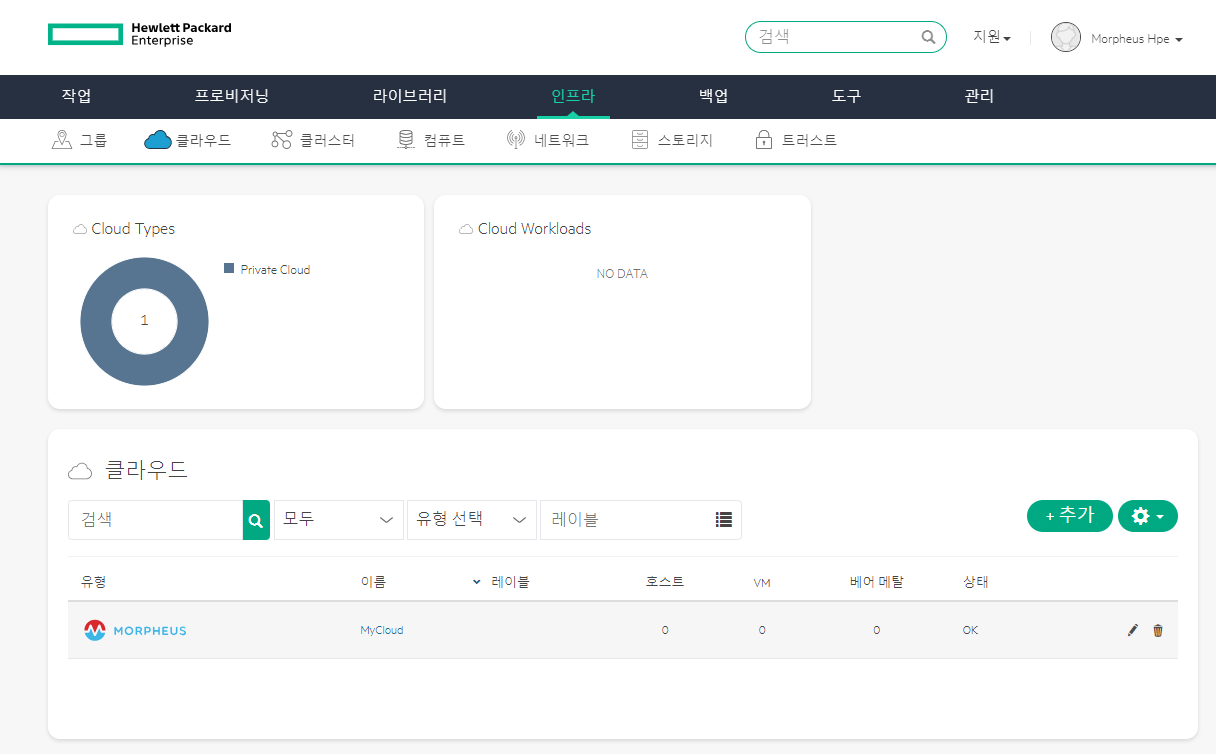 Hewlett Packard
Enterprise
검색
지원
Morpheus Hpe
작업 프로비저닝 라이브러리 인프라 백업 도구 관리
그룹 클라우드 클러스터 컴퓨트 네트워크 스토리지 트러스트
Cloud Types
Private Cloud
1
Cloud Workloads
NO DATA
클라우드
검색 모두 유형 선택 레이블 + 추가
유형 이름 레이블 호스트 VM 베어 메탈 상태
MORPHEUS MyCloud 0 0 0 OK